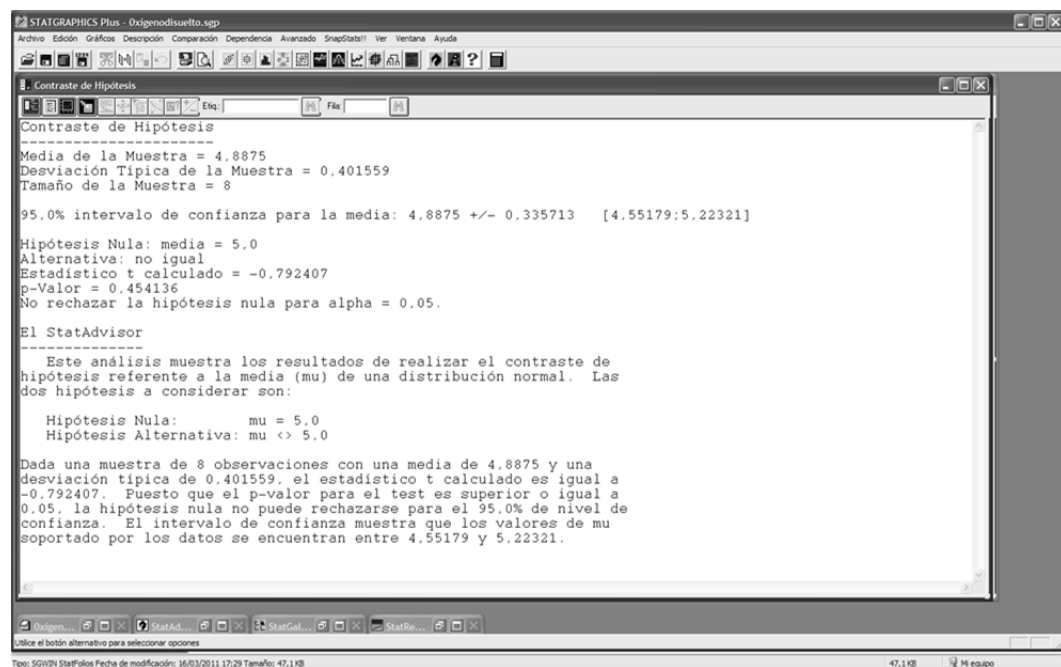 STATGRAPHICS Plus - Oxigenodisuelto.sgp
Archivo Edición Gráficos Descripción Comparación Dependencia Avanzado SnapStats!! Ver Ventana Ayuda
Contraste de Hipótesis
Etiq.: Fila:
Contraste de Hipótesis
----------------------
Media de la Muestra = 4,8875
Desviación Típica de la Muestra = 0,401559
Tamaño de la Muestra = 8
95,0% intervalo de confianza para la media: 4,8875 +/- 0,335713 [4,55179;5,22321]
Hipótesis Nula: media = 5,0
Alternativa: no igual
Estadístico t calculado = -0,792407
p-Valor = 0,454136
No rechazar la hipótesis nula para alpha = 0,05.
El StatAdvisor
--------------
Este análisis muestra los resultados de realizar el contraste de
hipótesis referente a la media (mu) de una distribución normal. Las
dos hipótesis a considerar son:
Hipótesis Nula: mu = 5,0
Hipótesis Alternativa: mu <> 5,0
Dada una muestra de 8 observaciones con una media de 4,8875 y una
desviación típica de 0,401559, el estadístico t calculado es igual a
-0,792407. Puesto que el p-valor para el test es superior o igual a
0,05, la hipótesis nula no puede rechazarse para el 95,0% de nivel de
confianza. El intervalo de confianza muestra que los valores de mu
soportado por los datos se encuentran entre 4,55179 y 5,22321.
Oxigen... StatAd... StatGal... StatRe...
Utilice el botón alternativo para seleccionar opciones
Tipo: SGWIN StatFolios Fecha de modificación: 16/03/2011 17:29 Tamaño: 47,1 KB 47,1 KB Mi equipo